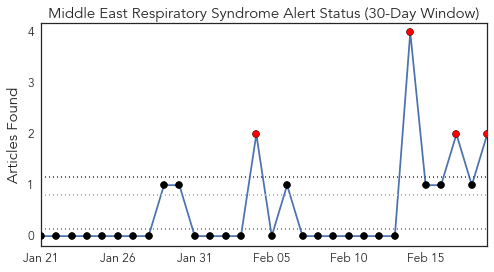 Middle East Respiratory Syndrome Alert Status (30-Day Window)
Articles Found
4
3
2
1
0
Jan 21 Jan 26 Jan 31 Feb 05 Feb 10 Feb 15